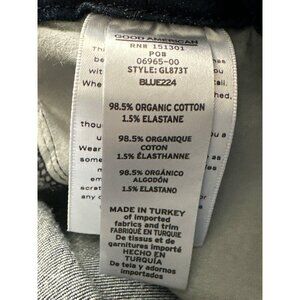 GOOD AMERICAN
RN# 151301
PO#
06965-00
STYLE: GL873T
BLUE224
98.5% ORGANIC COTTON
1.5% ELASTANE
98.5% ORGANIQUE
COTON
1.5% ÉLASTHANNE
98.5% ORGÁNICO
ALGODÓN
1.5% ELASTANO
MADE IN TURKEY
of imported
fabrics and trim
FABRIQUÉ EN TURQUIE
De tissus et de
garnitures importé
HECHO EN
TURQUÍA
De tela y adornos
importados